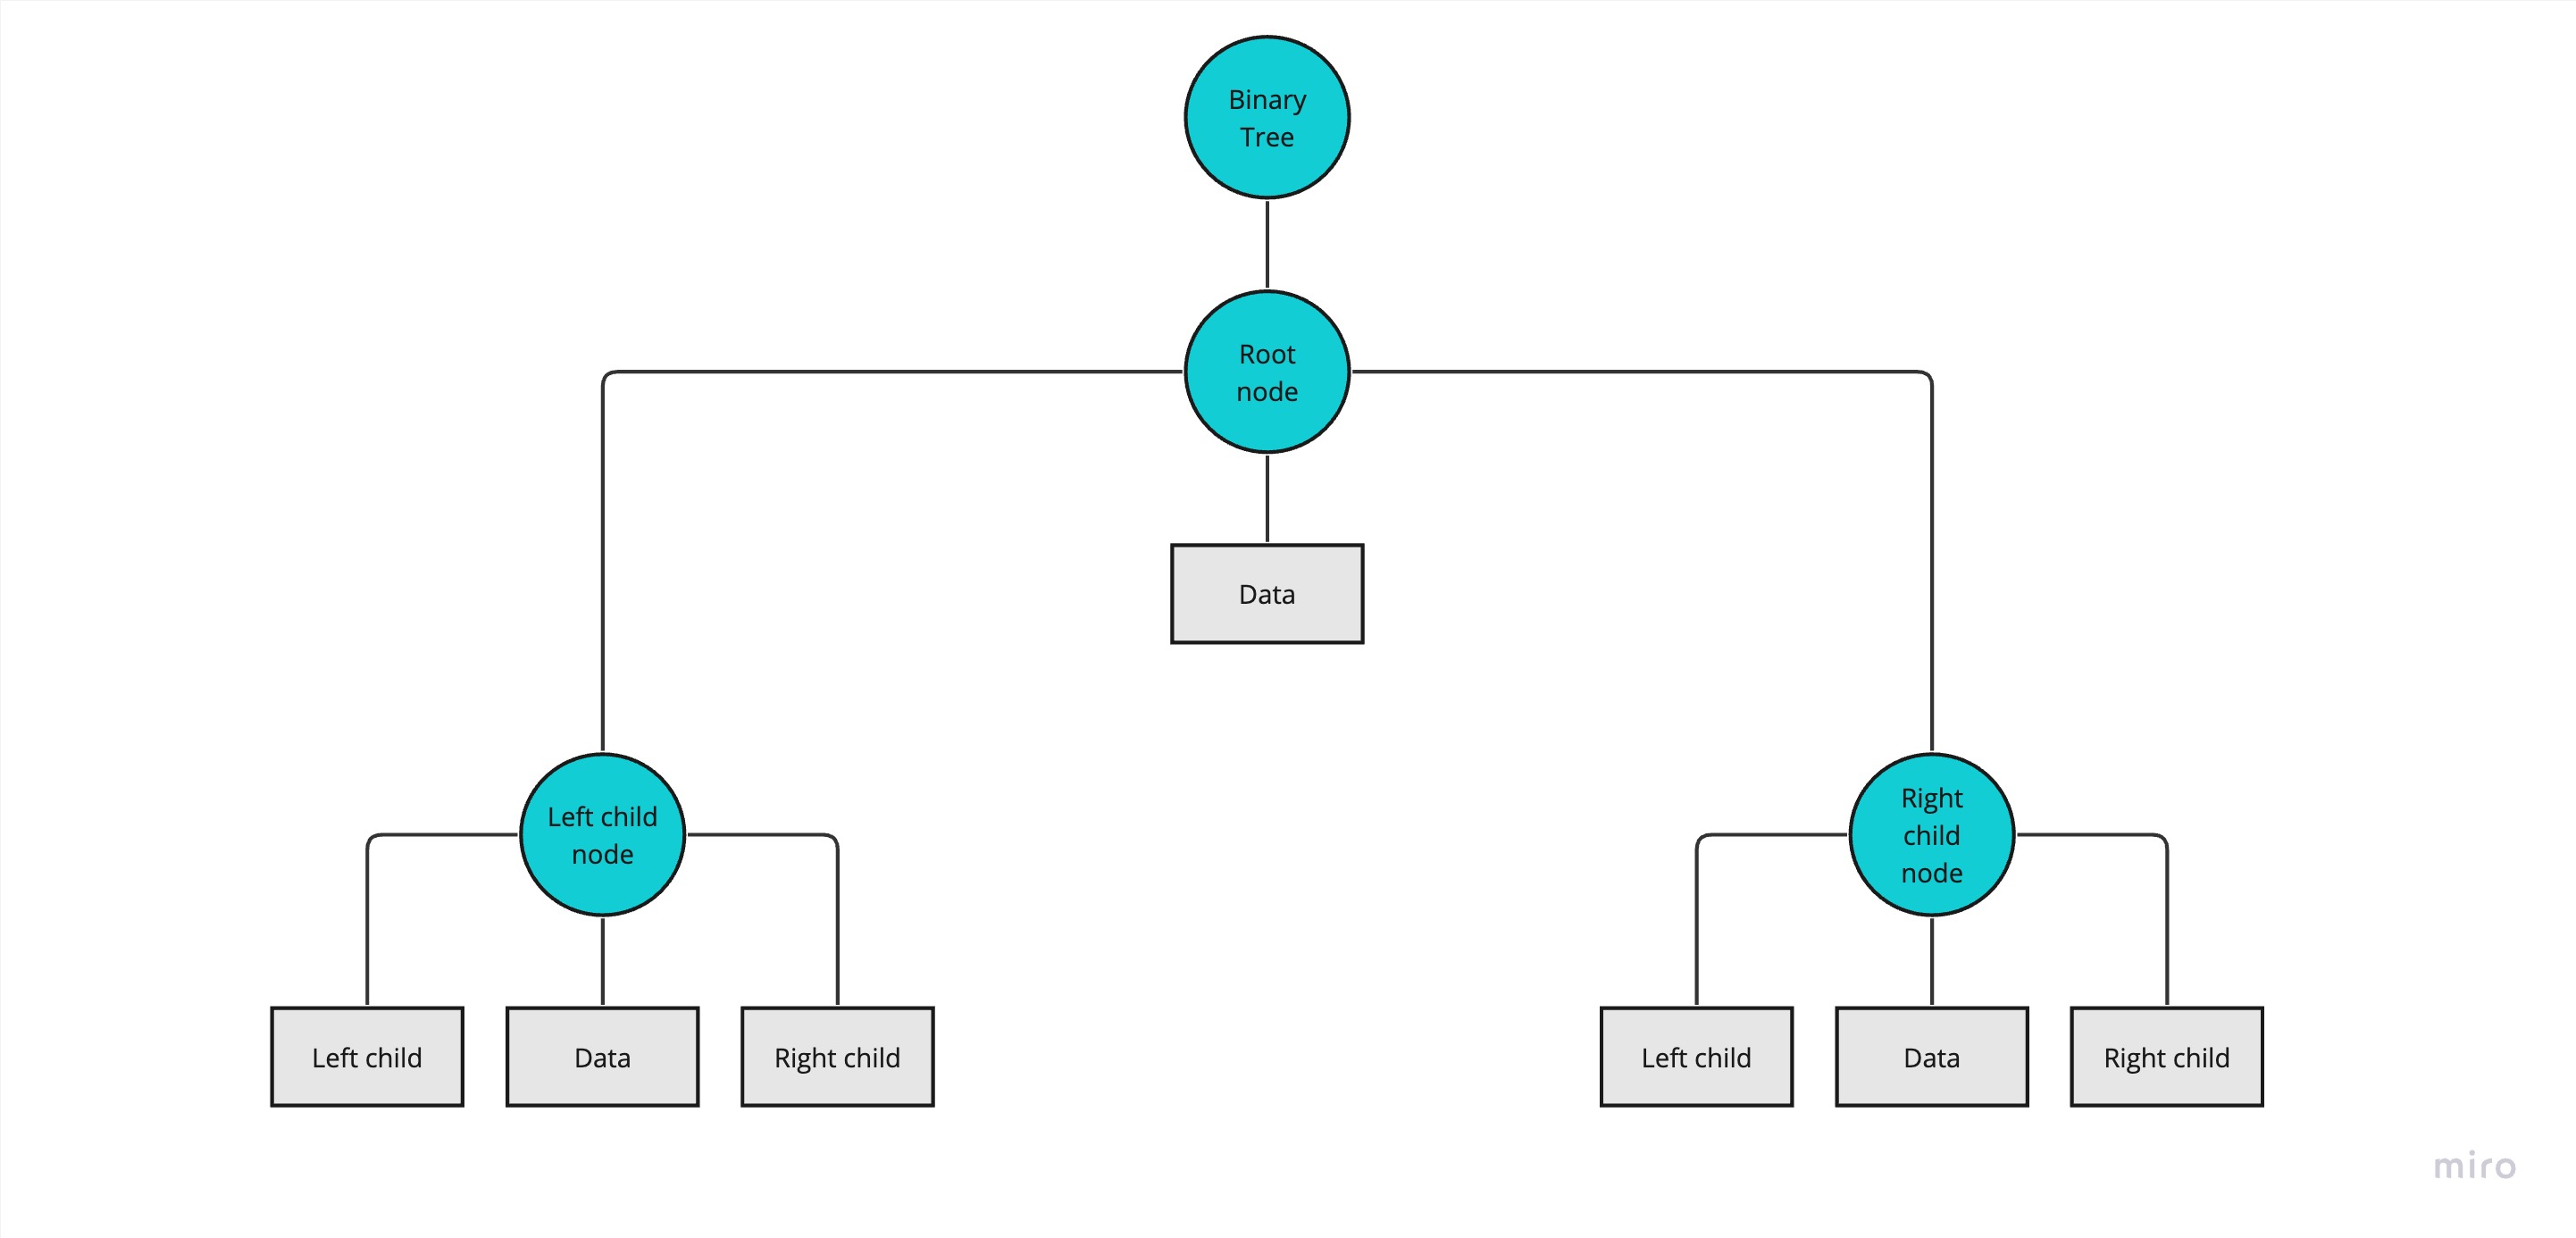 Binary
Tree
Root
node
Data
Left child
node
Right
child
node
Left child
Data
Right child
Left child
Data
Right child
miro